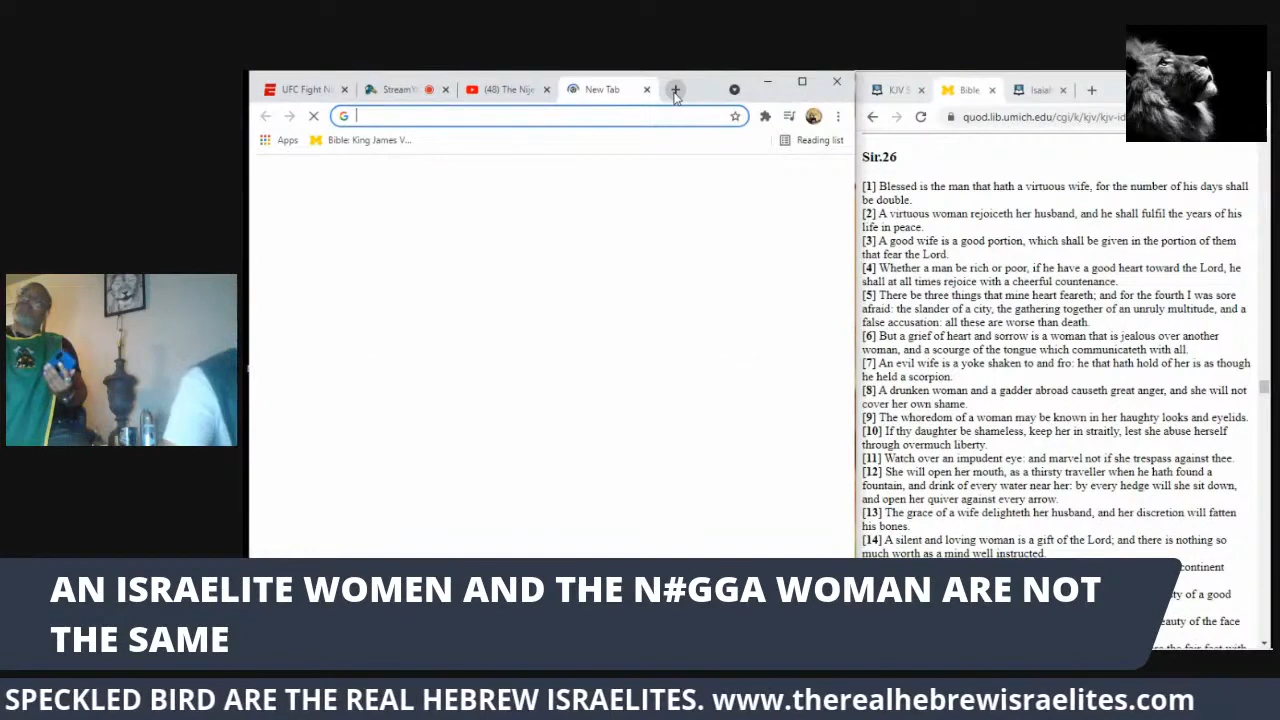 UFC Fight N
StreamY
(48) The Nije
New Tab
KJV S
Bible
Isaiah
quod.lib.umich.edu/cgi/k/kjv/kjv-id
Apps
Bible: King James V...
Reading list
Sir.26
[1] Blessed is the man that hath a virtuous wife, for the number of his days shall
be double.
[2] A virtuous woman rejoiceth her husband, and he shall fulfil the years of his
life in peace.
[3] A good wife is a good portion, which shall be given in the portion of them
that fear the Lord.
[4] Whether a man be rich or poor, if he have a good heart toward the Lord, he
shall at all times rejoice with a cheerful countenance.
[5] There be three things that mine heart feareth; and for the fourth I was sore
afraid: the slander of a city, the gathering together of an unruly multitude, and a
false accusation: all these are worse than death.
[6] But a grief of heart and sorrow is a woman that is jealous over another
woman, and a scourge of the tongue which communicateth with all.
[7] An evil wife is a yoke shaken to and fro: he that hath hold of her is as though
he held a scorpion.
[8] A drunken woman and a gadder abroad causeth great anger, and she will not
cover her own shame.
[9] The whoredom of a woman may be known in her haughty looks and eyelids.
[10] If thy daughter be shameless, keep her in straitly, lest she abuse herself
through overmuch liberty.
[11] Watch over an impudent eye: and marvel not if she trespass against thee.
[12] She will open her mouth, as a thirsty traveller when he hath found a
fountain, and drink of every water near her: by every hedge will she sit down,
and open her quiver against every arrow.
[13] The grace of a wife delighteth her husband, and her discretion will fatten
his bones.
[14] A silent and loving woman is a gift of the Lord; and there is nothing so
much worth as a mind well instructed.
continent
ty of a good
eauty of the face
AN ISRAELITE WOMEN AND THE N#GGA WOMAN ARE NOT
THE SAME
SPECKLED BIRD ARE THE REAL HEBREW ISRAELITES. www.therealhebrewisraelites.com